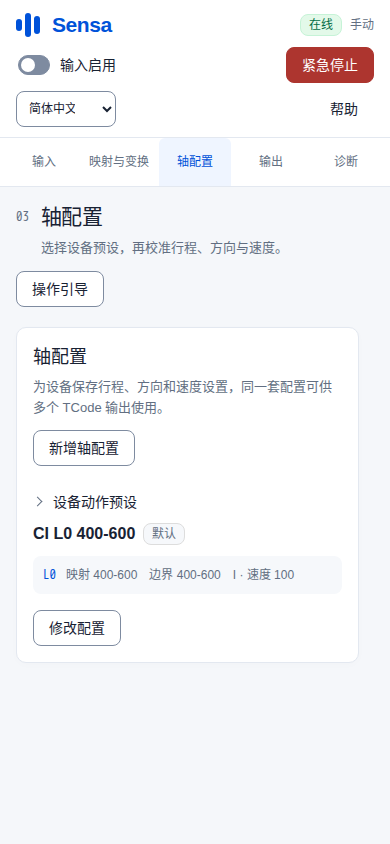 Sensa
在线 手动
输入启用
紧急停止
简体中文
帮助
输入 映射与变换 轴配置 输出 诊断
03 轴配置
选择设备预设，再校准行程、方向与速度。
操作引导
轴配置
为设备保存行程、方向和速度设置，同一套配置可供
多个 TCode 输出使用。
新增轴配置
设备动作预设
CI L0 400-600 默认
L0 映射 400-600 边界 400-600 I · 速度 100
修改配置